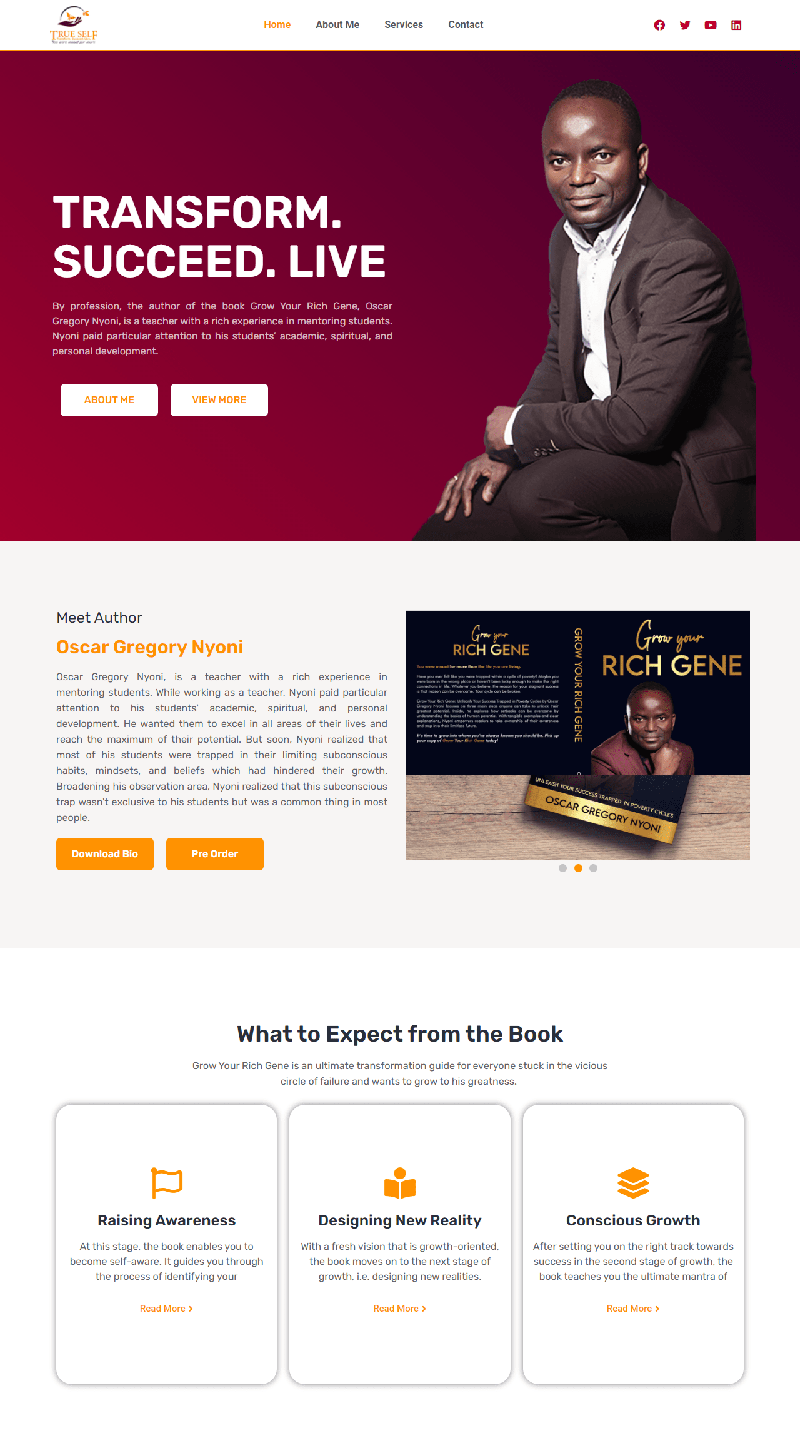 TRUE SELF
Home
About Me
Services
Contact
TRANSFORM.
SUCCEED. LIVE
By profession, the author of the book Grow Your Rich Gene, Oscar
Gregory Nyoni, is a teacher with a rich experience in mentoring students.
Nyoni paid particular attention to his students' academic, spiritual, and
personal development.
ABOUT ME
VIEW MORE
Meet Author
Oscar Gregory Nyoni
Oscar Gregory Nyoni, is a teacher with a rich experience in
mentoring students. While working as a teacher, Nyoni paid particular
attention to his students' academic, spiritual, and personal
development. He wanted them to excel in all areas of their lives and
reach the maximum of their potential. But soon, Nyoni realized that
most of his students were trapped in their limiting subconscious
habits, mindsets, and beliefs which had hindered their growth.
Broadening his observation area, Nyoni realized that this subconscious
trap wasn't exclusive to his students but was a common thing in most
people.
Download Bio
Pre Order
Grow your
RICH GENE
GROW YOUR RICH GENE
Grow your
RICH GENE
UNLEASH YOUR SUCCESS TRAPPED IN POVERTY CYCLES
OSCAR GREGORY NYONI
What to Expect from the Book
Grow Your Rich Gene is an ultimate transformation guide for everyone stuck in the vicious
circle of failure and wants to grow to his greatness.
Raising Awareness
At this stage, the book enables you to
become self-aware. It guides you through
the process of identifying your
Read More
Designing New Reality
With a fresh vision that is growth-oriented,
the book moves on to the next stage of
growth, i.e. designing new realities.
Read More
Conscious Growth
After setting you on the right track towards
success in the second stage of growth, the
book teaches you the ultimate mantra of
Read More